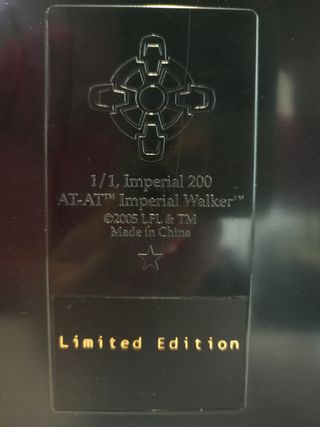 1/1, Imperial 200
AT-AT™ Imperial Walker™
©2005 LFL & TM
Made in China
Limited Edition